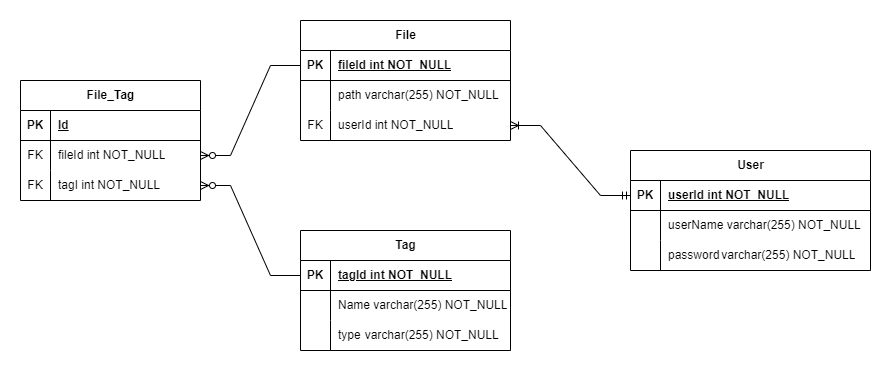 File
PK fileId int NOT_NULL
path varchar(255) NOT_NULL
FK userId int NOT_NULL
File_Tag
PK Id
FK fileId int NOT_NULL
FK tagI int NOT_NULL
User
PK userId int NOT_NULL
userName varchar(255) NOT_NULL
password varchar(255) NOT_NULL
Tag
PK tagId int NOT_NULL
Name varchar(255) NOT_NULL
type varchar(255) NOT_NULL